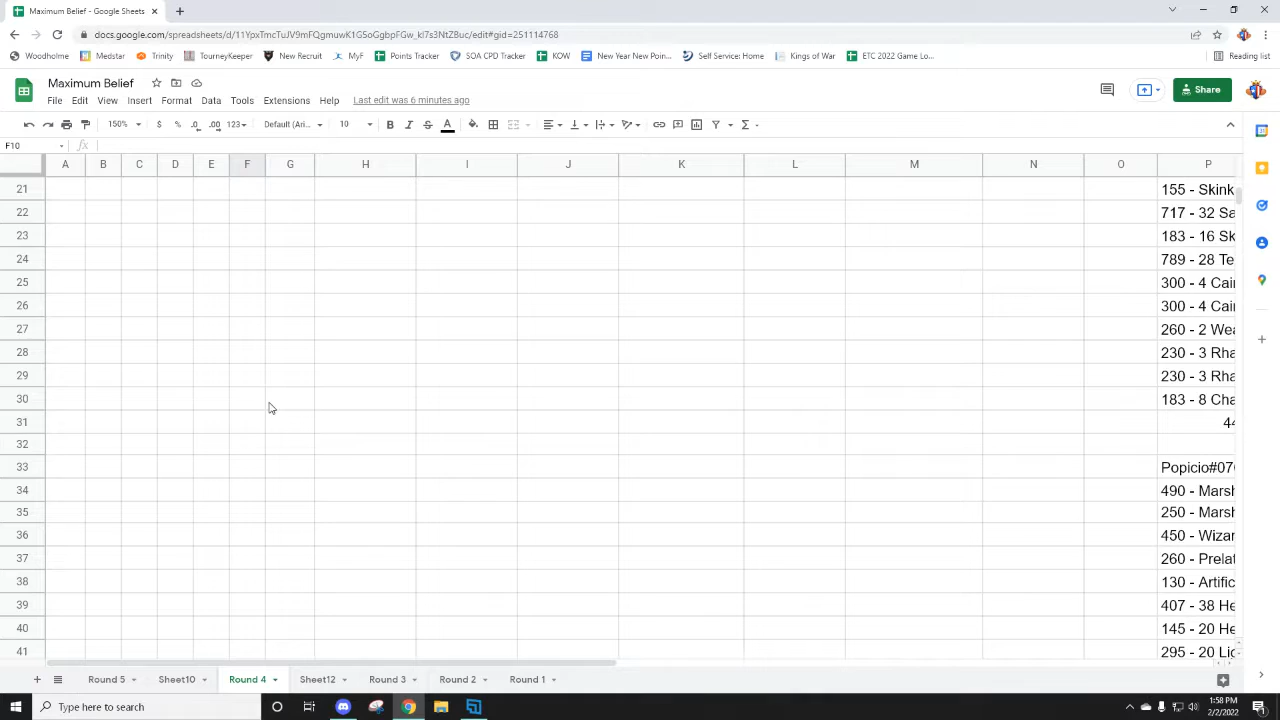 Maximum Belief - Google Sheets
docs.google.com/spreadsheets/d/11YpxTmcTuJV9mFQgmuwK1G5oGgbpFGw_kI7s3NtZBuc/edit#gid=251114768
Woodholme Medstar Trinity TourneyKeeper MyF Points Tracker SOA CPD Tracker KOW New Year New Poin... New Recruit Self Service: Home Kings of War ETC 2022 Game Lo... Reading list
Maximum Belief
Share
File Edit View Insert Format Data Tools Extensions Help Last edit was 6 minutes ago
150% $ % .0 .00 123 Default (Ari... 10 B I S A
F10 fx
A B C D E F G H I J K L M N O P
21 155 - Skink
22 717 - 32 Sa
23 183 - 16 Sk
24 789 - 28 Te
25 300 - 4 Cair
26 300 - 4 Cair
27 260 - 2 Wea
28 230 - 3 Rha
29 230 - 3 Rha
30 183 - 8 Cha
31 44
32
33 Popicio#07
34 490 - Marsh
35 250 - Marsh
36 450 - Wizar
37 260 - Prelat
38 130 - Artific
39 407 - 38 He
40 145 - 20 He
41 295 - 20 Lig
Round 5 Sheet10 Round 4 Sheet12 Round 3 Round 2 Round 1
Type here to search
1:58 PM
2/2/2022